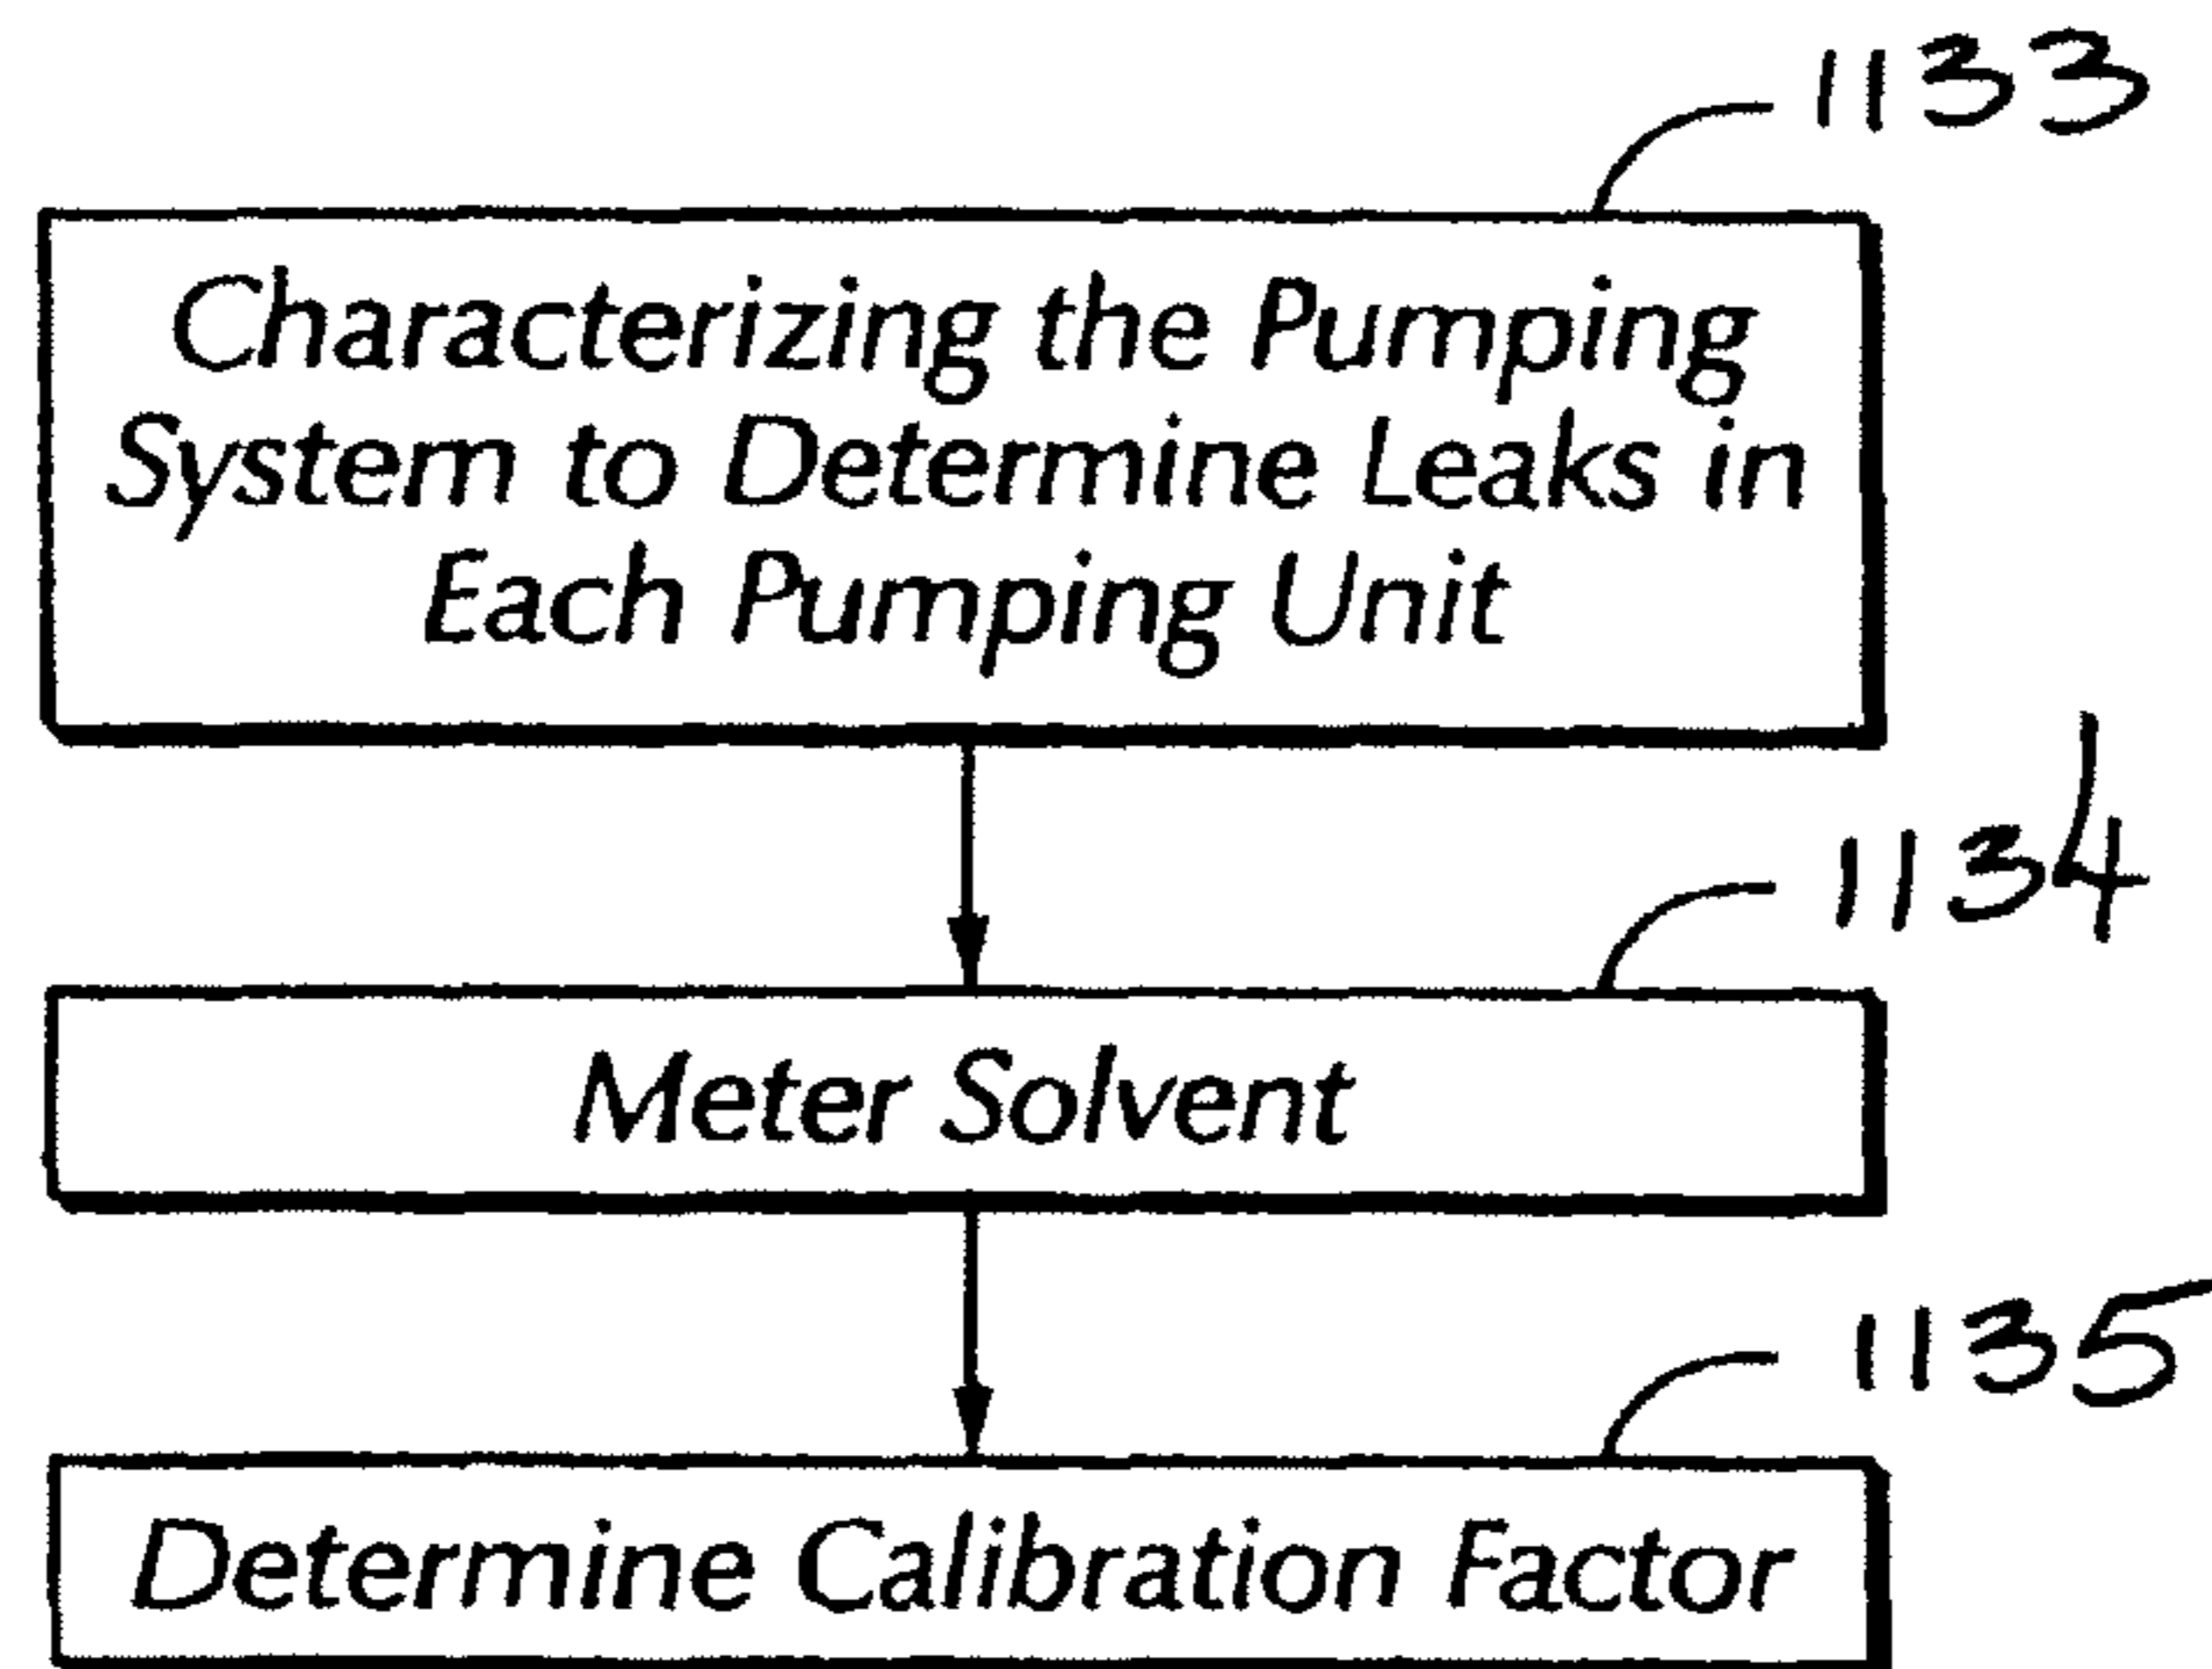 1133
Characterizing the Pumping
System to Determine Leaks in
Each Pumping Unit
1134
Meter Solvent
1135
Determine Calibration Factor